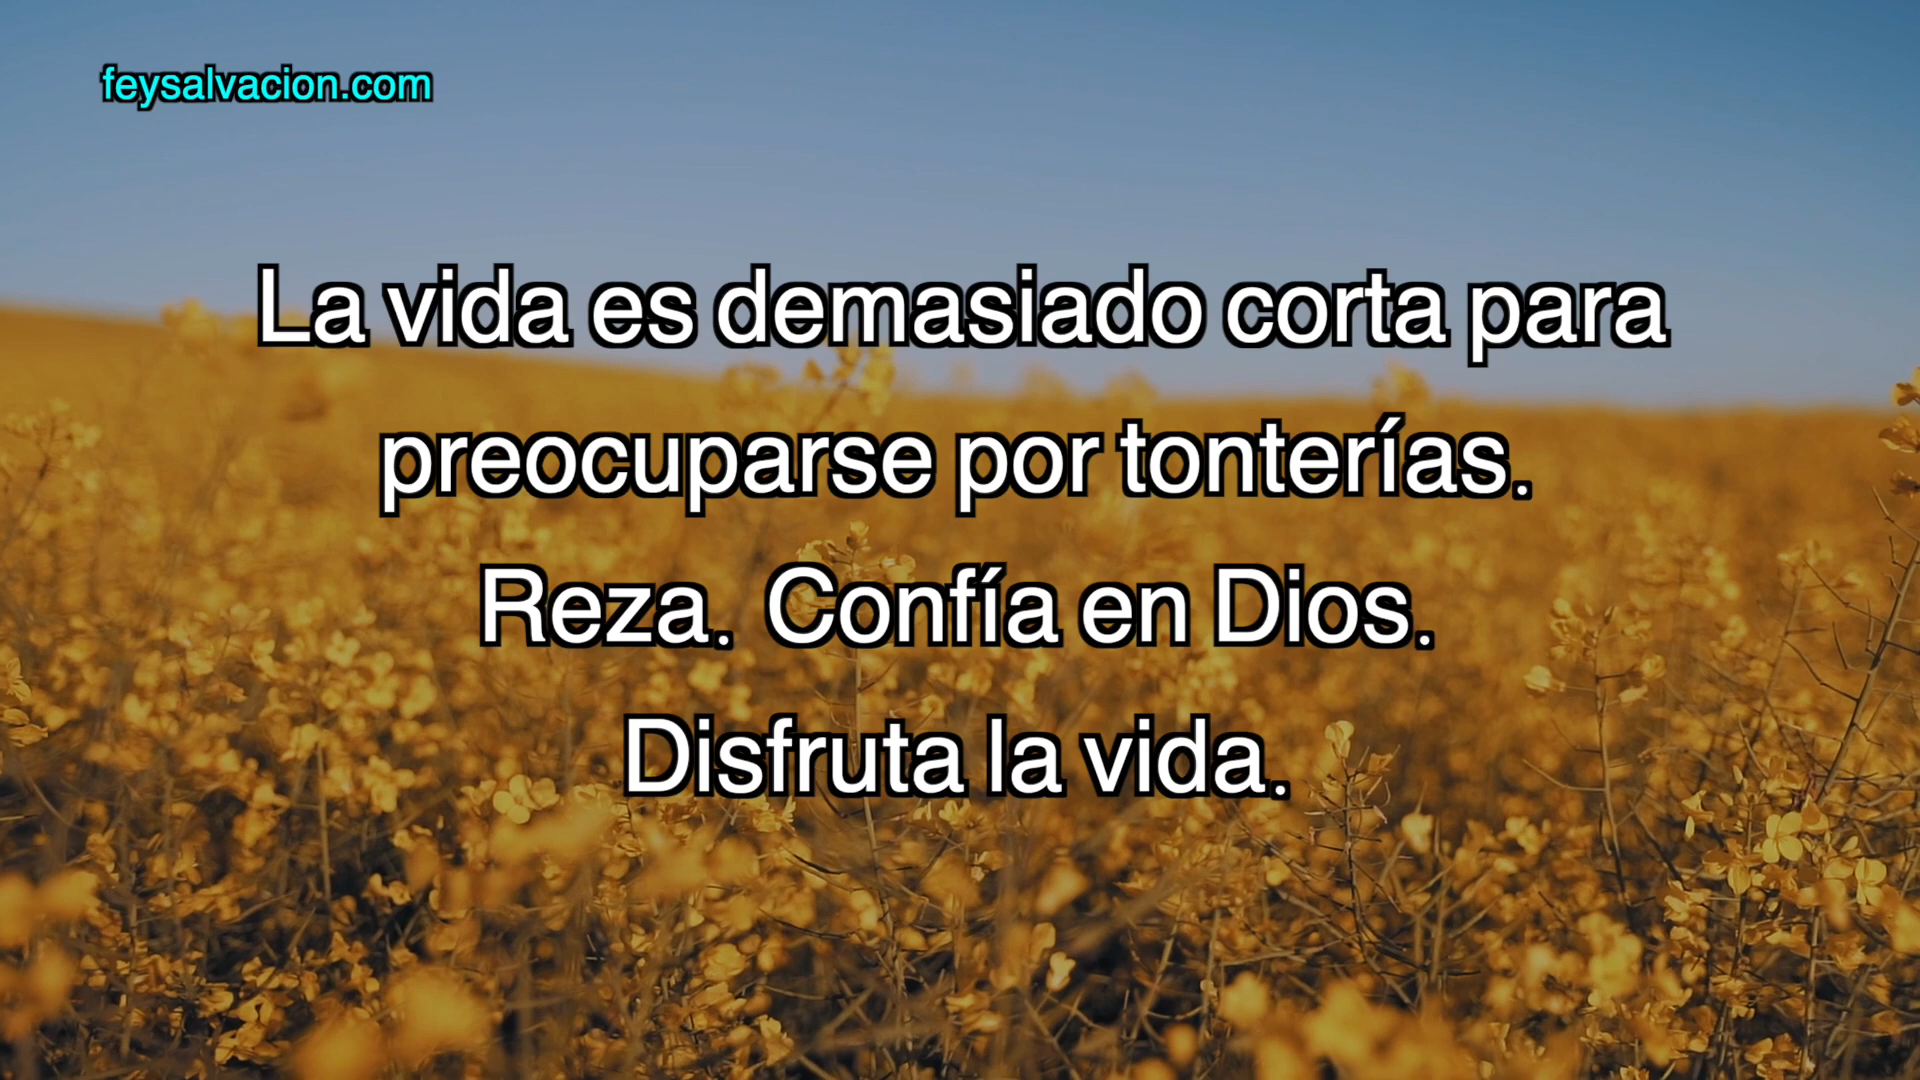 feysalvacion.com
La vida es demasiado corta para
preocuparse por tonterías.
Reza. Confía en Dios.
Disfruta la vida.